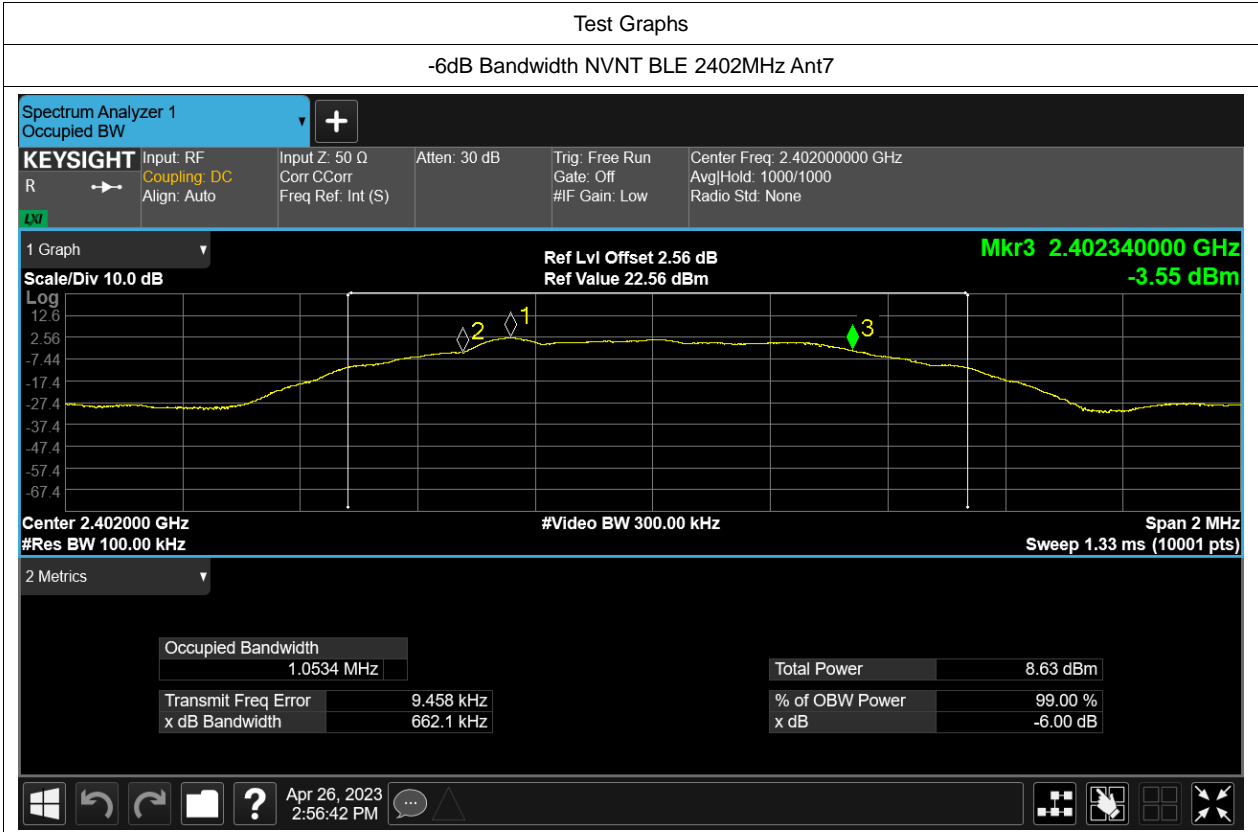 Test Graphs
-6dB Bandwidth NVNT BLE 2402MHz Ant7
Spectrum Analyzer 1
Occupied BW
+
KEYSIGHT
R
LXI
Input: RF
Coupling: DC
Align: Auto
Input Z: 50 Ω
Corr CCorr
Freq Ref: Int (S)
Atten: 30 dB
Trig: Free Run
Gate: Off
#IF Gain: Low
Center Freq: 2.402000000 GHz
Avg|Hold: 1000/1000
Radio Std: None
1 Graph
Scale/Div 10.0 dB
Ref Lvl Offset 2.56 dB
Ref Value 22.56 dBm
Mkr3 2.402340000 GHz
-3.55 dBm
Log
12.6
2.56
-7.44
-17.4
-27.4
-37.4
-47.4
-57.4
-67.4
2
1
3
Center 2.402000 GHz
#Res BW 100.00 kHz
#Video BW 300.00 kHz
Span 2 MHz
Sweep 1.33 ms (10001 pts)
2 Metrics
Occupied Bandwidth
1.0534 MHz
Transmit Freq Error 9.458 kHz
x dB Bandwidth 662.1 kHz
Total Power 8.63 dBm
% of OBW Power 99.00 %
x dB -6.00 dB
?
Apr 26, 2023
2:56:42 PM